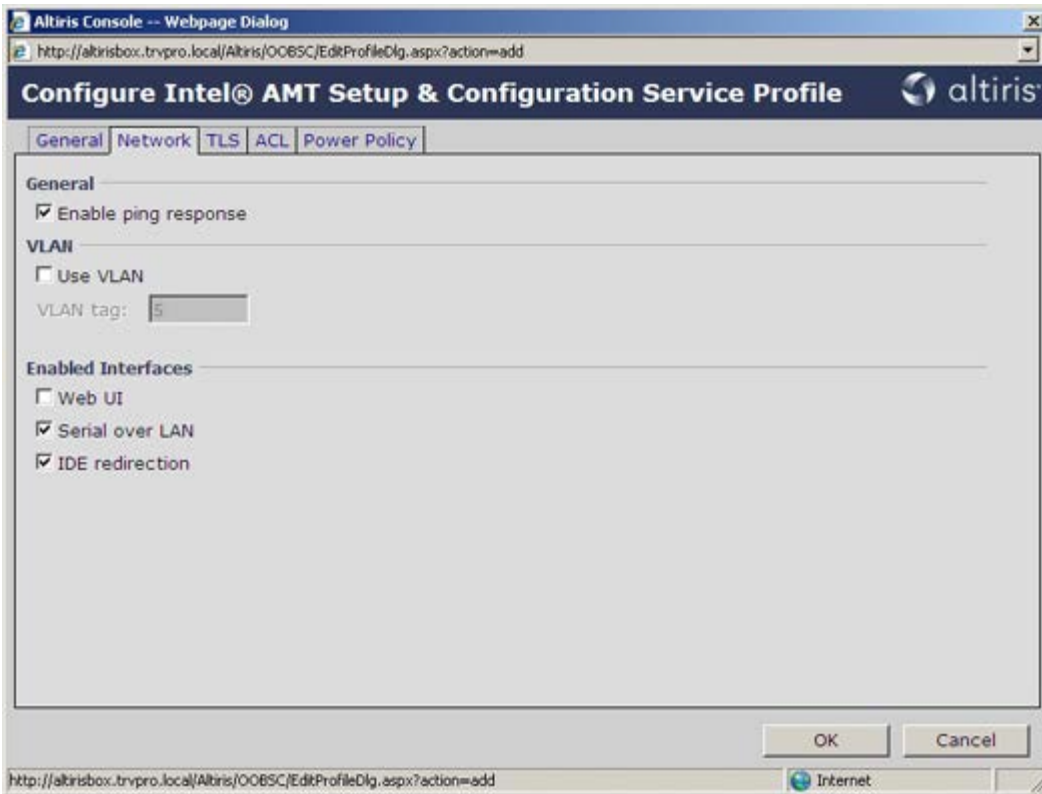 Altiris Console -- Webpage Dialog
http://altirisbox.trvpro.local/Altiris/OOBSC/EditProfileDlg.aspx?action=add
Configure Intel® AMT Setup & Configuration Service Profile
altiris
General Network TLS ACL Power Policy
General
Enable ping response
VLAN
Use VLAN
VLAN tag: 5
Enabled Interfaces
Web UI
Serial over LAN
IDE redirection
OK Cancel
http://altirisbox.trvpro.local/Altiris/OOBSC/EditProfileDlg.aspx?action=add Internet